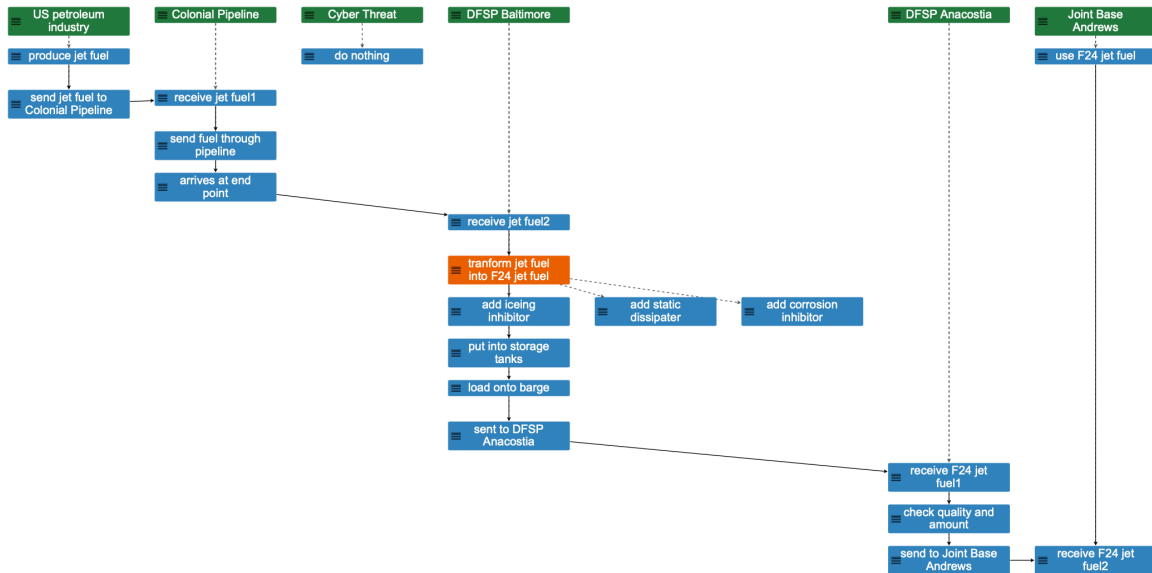 US petroleum
industry
Colonial Pipeline
Cyber Threat
DFSP Baltimore
DFSP Anacostia
Joint Base
Andrews
produce jet fuel
do nothing
use F24 jet fuel
send jet fuel to
Colonial Pipeline
receive jet fuel1
send fuel through
pipeline
arrives at end
point
receive jet fuel2
tranform jet fuel
into F24 jet fuel
add iceing
inhibitor
add static
dissipater
add corrosion
inhibitor
put into storage
tanks
load onto barge
sent to DFSP
Anacostia
receive F24 jet
fuel1
check quality and
amount
send to Joint Base
Andrews
receive F24 jet
fuel2